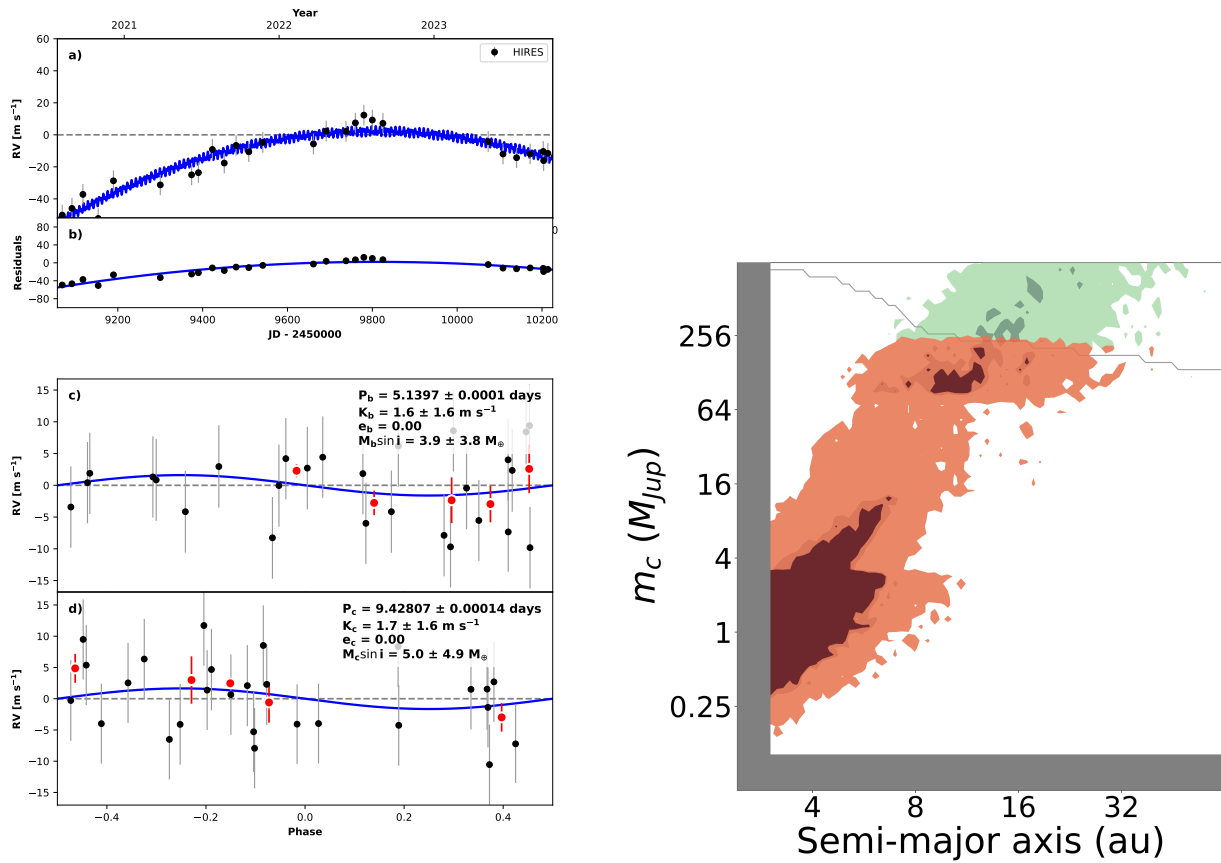 Year
2021 2022 2023
a)
HIRES
60
40
20
0
−20
−40
RV [m s⁻¹]
b)
0
80
40
0
−40
−80
Residuals
9200 9400 9600 9800 10000 10200
JD - 2450000
c)
P_b = 5.1397 ± 0.0001 days
K_b = 1.6 ± 1.6 m s⁻¹
e_b = 0.00
M_b sin i = 3.9 ± 3.8 M⊕
15
10
5
0
−5
−10
−15
RV [m s⁻¹]
d)
P_c = 9.42807 ± 0.00014 days
K_c = 1.7 ± 1.6 m s⁻¹
e_c = 0.00
M_c sin i = 5.0 ± 4.9 M⊕
15
10
5
0
−5
−10
−15
RV [m s⁻¹]
−0.4 −0.2 0.0 0.2 0.4
Phase
256
64
16
4
1
0.25
m_c (M_Jup)
4 8 16 32
Semi-major axis (au)